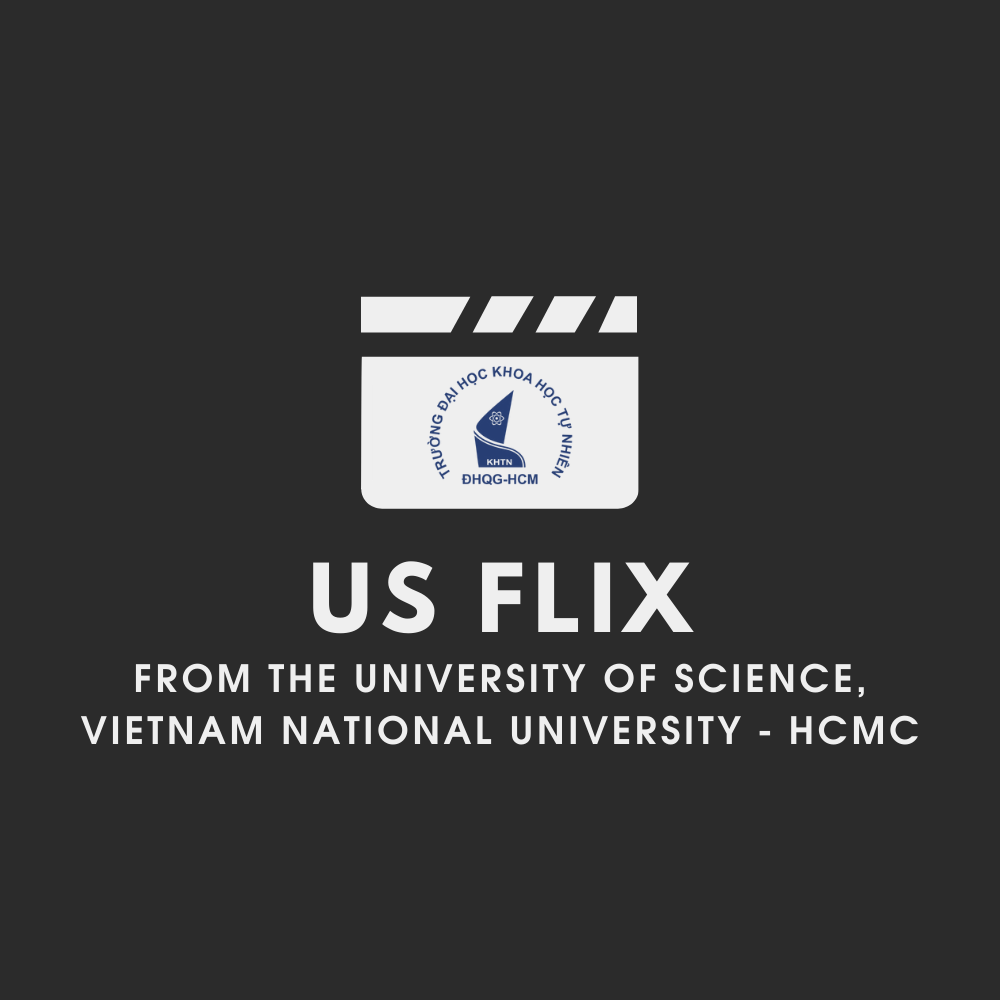 TRƯỜNG ĐẠI HỌC KHOA HỌC TỰ NHIÊN
KHTN
ĐHQG-HCM
US FLIX
FROM THE UNIVERSITY OF SCIENCE,
VIETNAM NATIONAL UNIVERSITY - HCMC